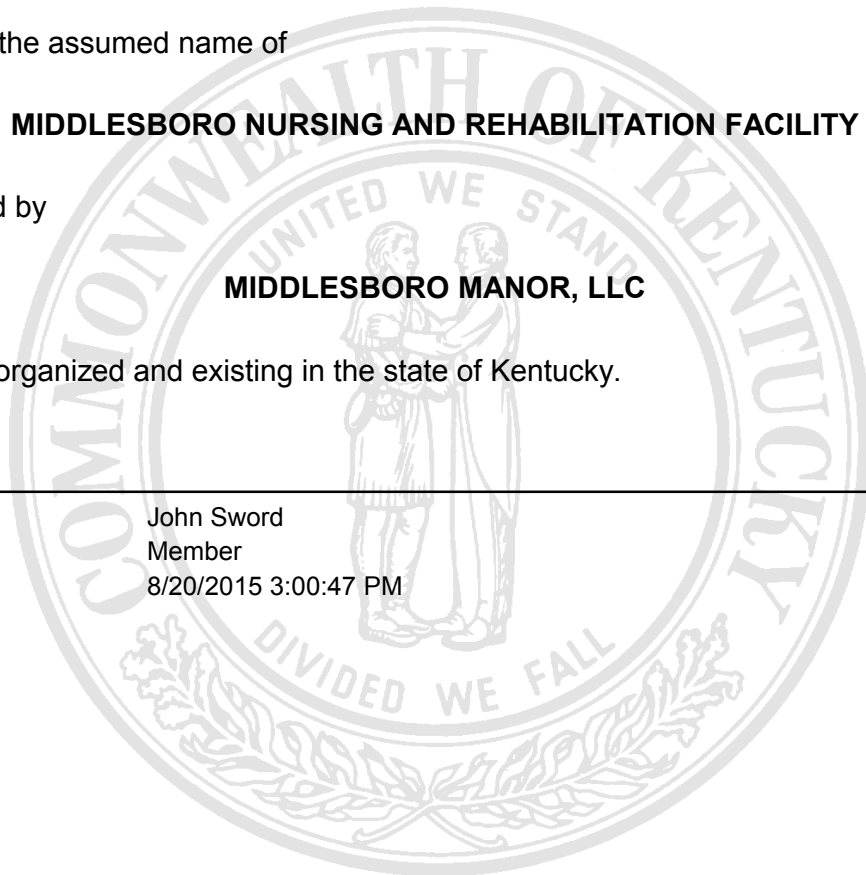 the assumed name of
MIDDLESBORO NURSING AND REHABILITATION FACILITY
d by
MIDDLESBORO MANOR, LLC
organized and existing in the state of Kentucky.
John Sword
Member
8/20/2015 3:00:47 PM
COMMONWEALTH OF KENTUCKY
UNITED WE STAND
DIVIDED WE FALL